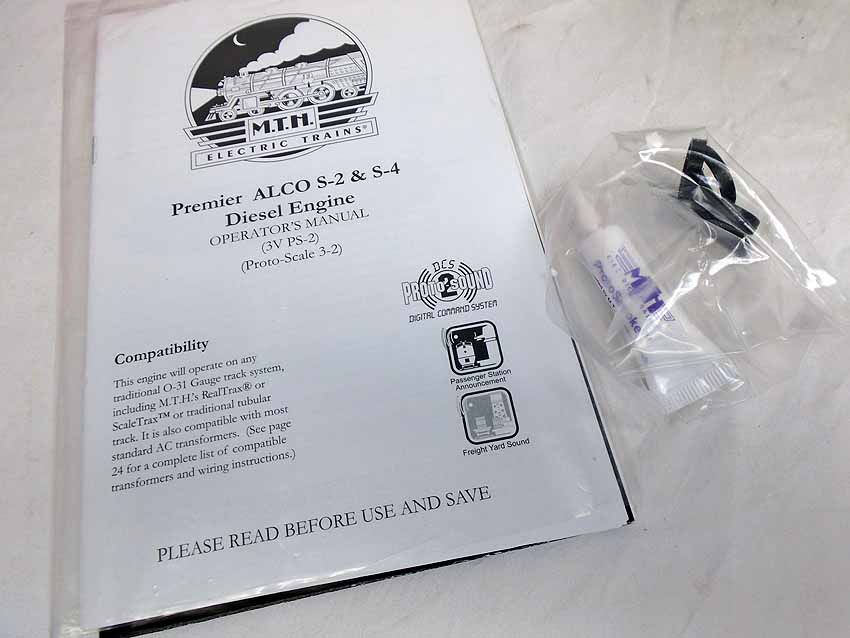 M.T.H.
ELECTRIC TRAINS®
Premier ALCO S-2 & S-4
Diesel Engine
OPERATOR'S MANUAL
(3V PS-2)
(Proto-Scale 3-2)
DCS
PROTO-SOUND
2
DIGITAL COMMAND SYSTEM
Passenger Station
Announcement
Freight Yard Sound
Compatibility
This engine will operate on any
traditional O-31 Gauge track system,
including M.T.H.'s RealTrax® or
ScaleTrax™ or traditional tubular
track. It is also compatible with most
standard AC transformers. (See page
24 for a complete list of compatible
transformers and wiring instructions.)
PLEASE READ BEFORE USE AND SAVE
M.T.H.
ProtoSmoke